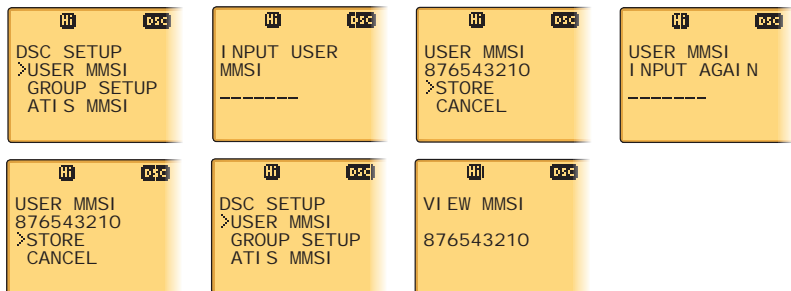 Hi DSC
DSC SETUP
>USER MMSI
GROUP SETUP
ATIS MMSI
Hi DSC
INPUT USER
MMSI
_______
Hi DSC
USER MMSI
876543210
>STORE
CANCEL
Hi DSC
USER MMSI
INPUT AGAIN
_______
Hi DSC
USER MMSI
876543210
>STORE
CANCEL
Hi DSC
DSC SETUP
>USER MMSI
GROUP SETUP
ATIS MMSI
Hi DSC
VIEW MMSI
876543210